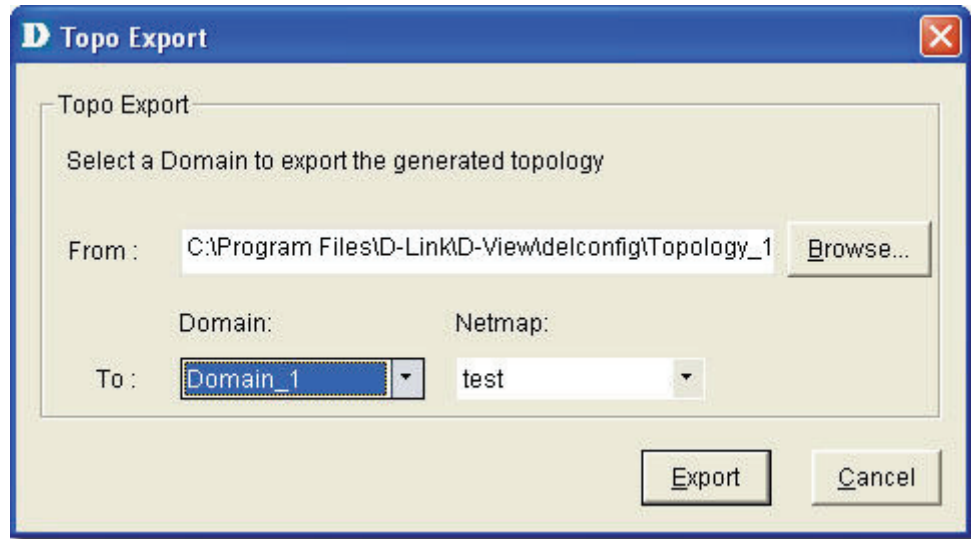 D Topo Export
Topo Export
Select a Domain to export the generated topology
From : C:\Program Files\D-Link\D-View\delconfig\Topology_1 Browse...
Domain: Netmap:
To : Domain_1 test
Export Cancel